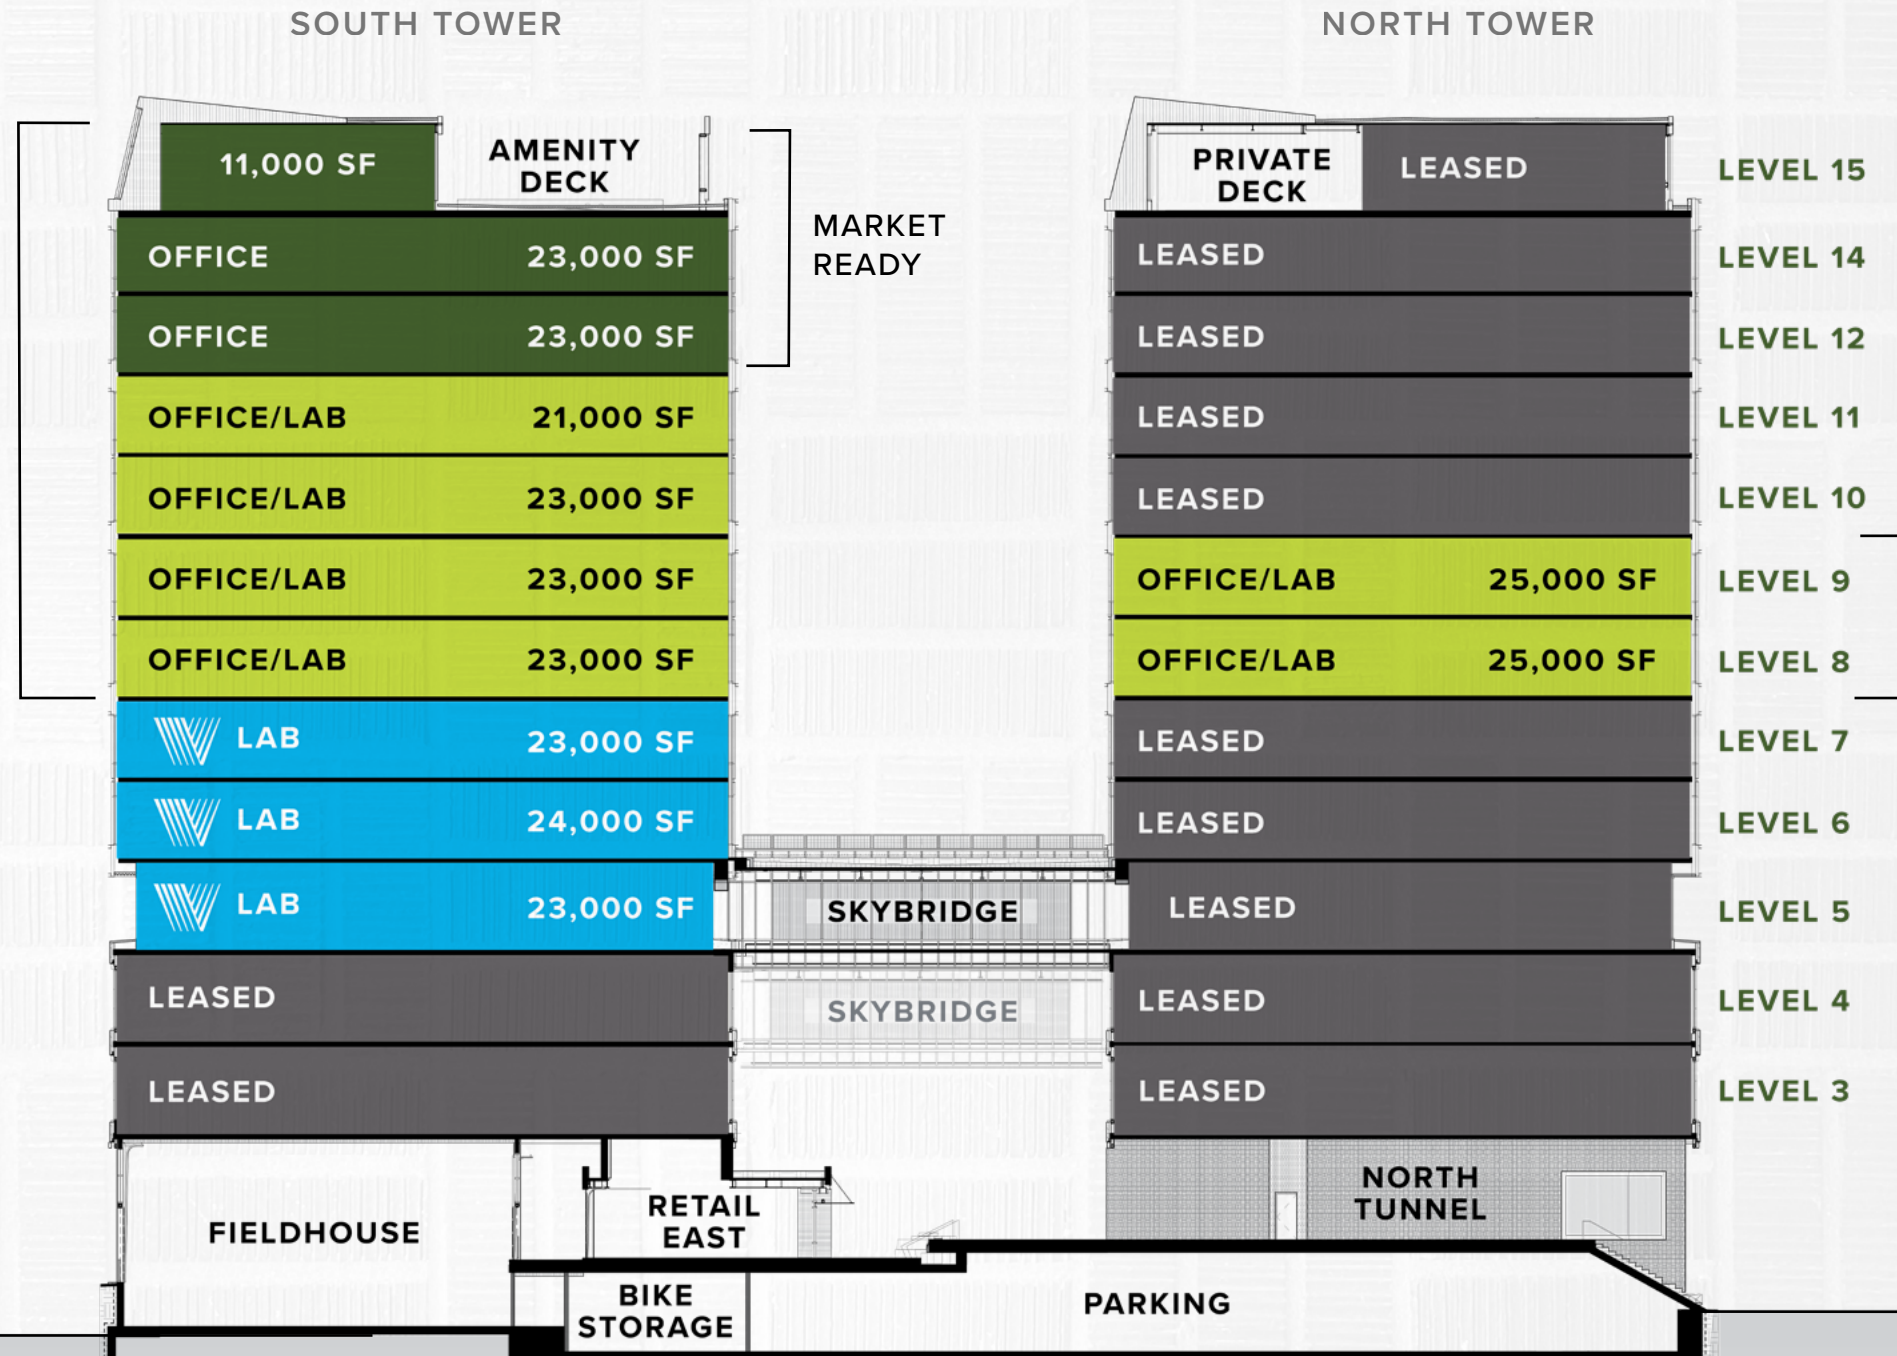 SOUTH TOWER
NORTH TOWER
11,000 SF
AMENITY
DECK
PRIVATE
DECK
LEASED
LEVEL 15
MARKET
READY
OFFICE 23,000 SF
LEASED
LEVEL 14
OFFICE 23,000 SF
LEASED
LEVEL 12
OFFICE/LAB 21,000 SF
LEASED
LEVEL 11
OFFICE/LAB 23,000 SF
LEASED
LEVEL 10
OFFICE/LAB 23,000 SF
OFFICE/LAB 25,000 SF
LEVEL 9
OFFICE/LAB 23,000 SF
OFFICE/LAB 25,000 SF
LEVEL 8
LAB 23,000 SF
LEASED
LEVEL 7
LAB 24,000 SF
LEASED
LEVEL 6
LAB 23,000 SF
SKYBRIDGE
LEASED
LEVEL 5
LEASED
SKYBRIDGE
LEASED
LEVEL 4
LEASED
LEASED
LEVEL 3
FIELDHOUSE
RETAIL
EAST
NORTH
TUNNEL
BIKE
STORAGE
PARKING